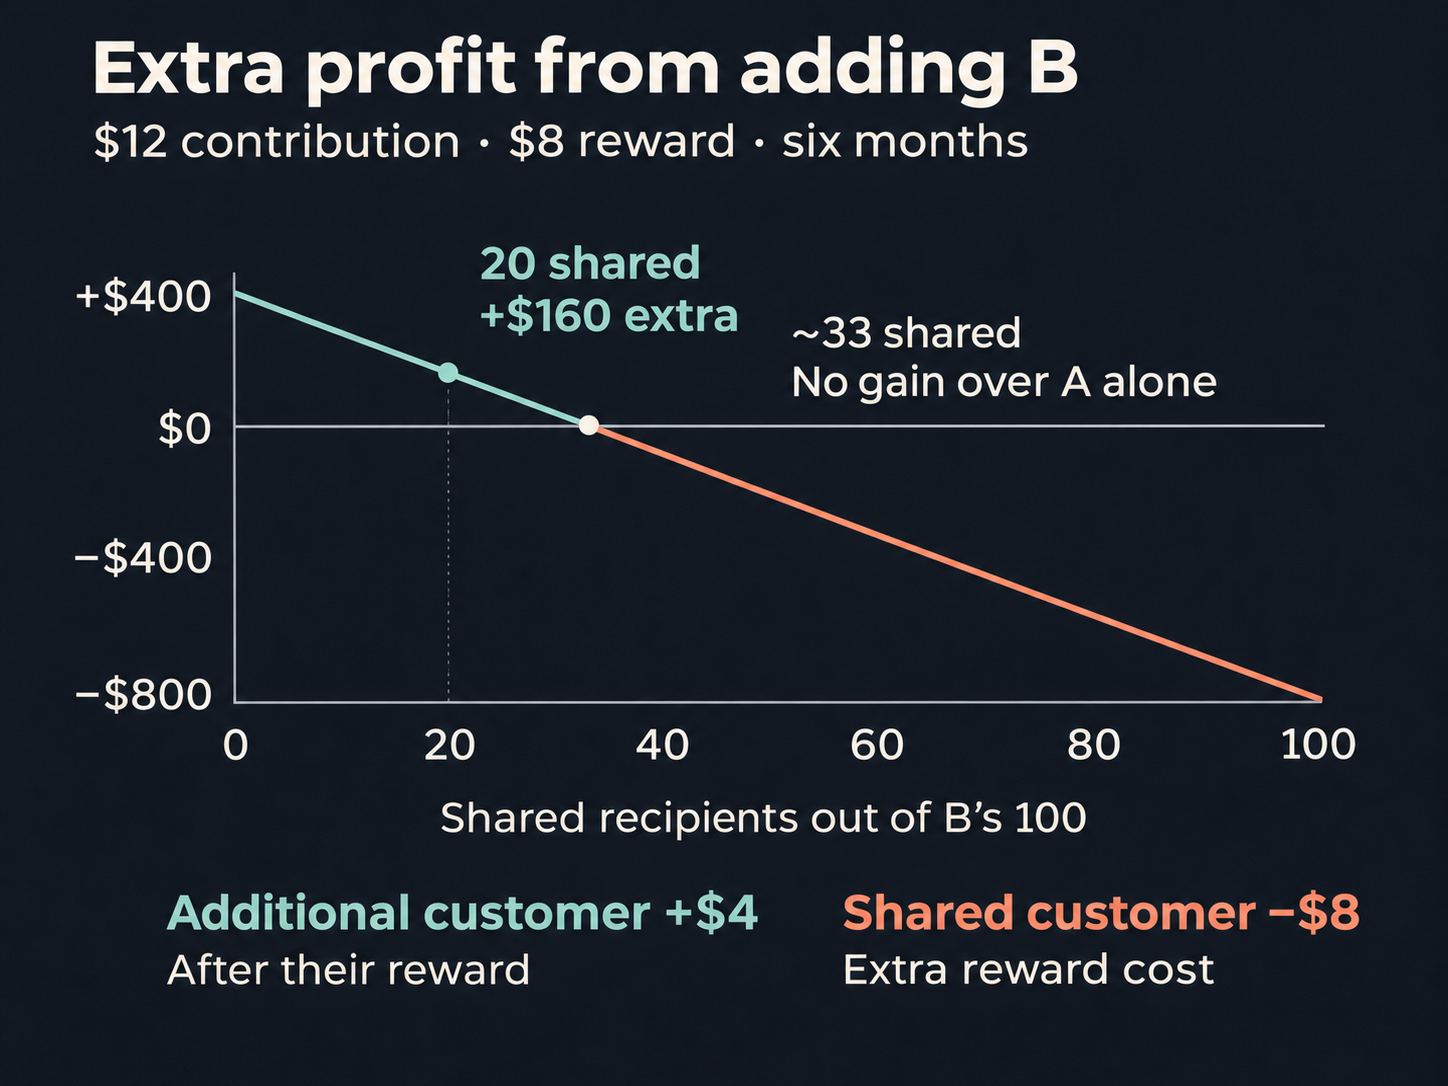 Extra profit from adding B
$12 contribution · $8 reward · six months
20 shared
+$160 extra
~33 shared
No gain over A alone
+$400
$0
−$400
−$800
0 20 40 60 80 100
Shared recipients out of B’s 100
Additional customer +$4
After their reward
Shared customer −$8
Extra reward cost